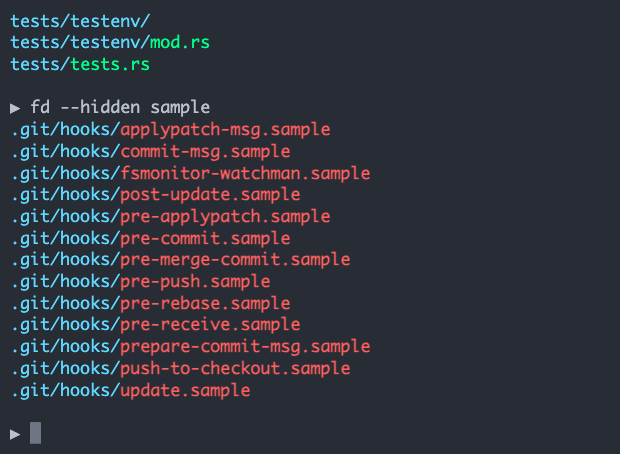 tests/testenv/
tests/testenv/mod.rs
tests/tests.rs
▶ fd --hidden sample
.git/hooks/applypatch-msg.sample
.git/hooks/commit-msg.sample
.git/hooks/fsmonitor-watchman.sample
.git/hooks/post-update.sample
.git/hooks/pre-applypatch.sample
.git/hooks/pre-commit.sample
.git/hooks/pre-merge-commit.sample
.git/hooks/pre-push.sample
.git/hooks/pre-rebase.sample
.git/hooks/pre-receive.sample
.git/hooks/prepare-commit-msg.sample
.git/hooks/push-to-checkout.sample
.git/hooks/update.sample
▶